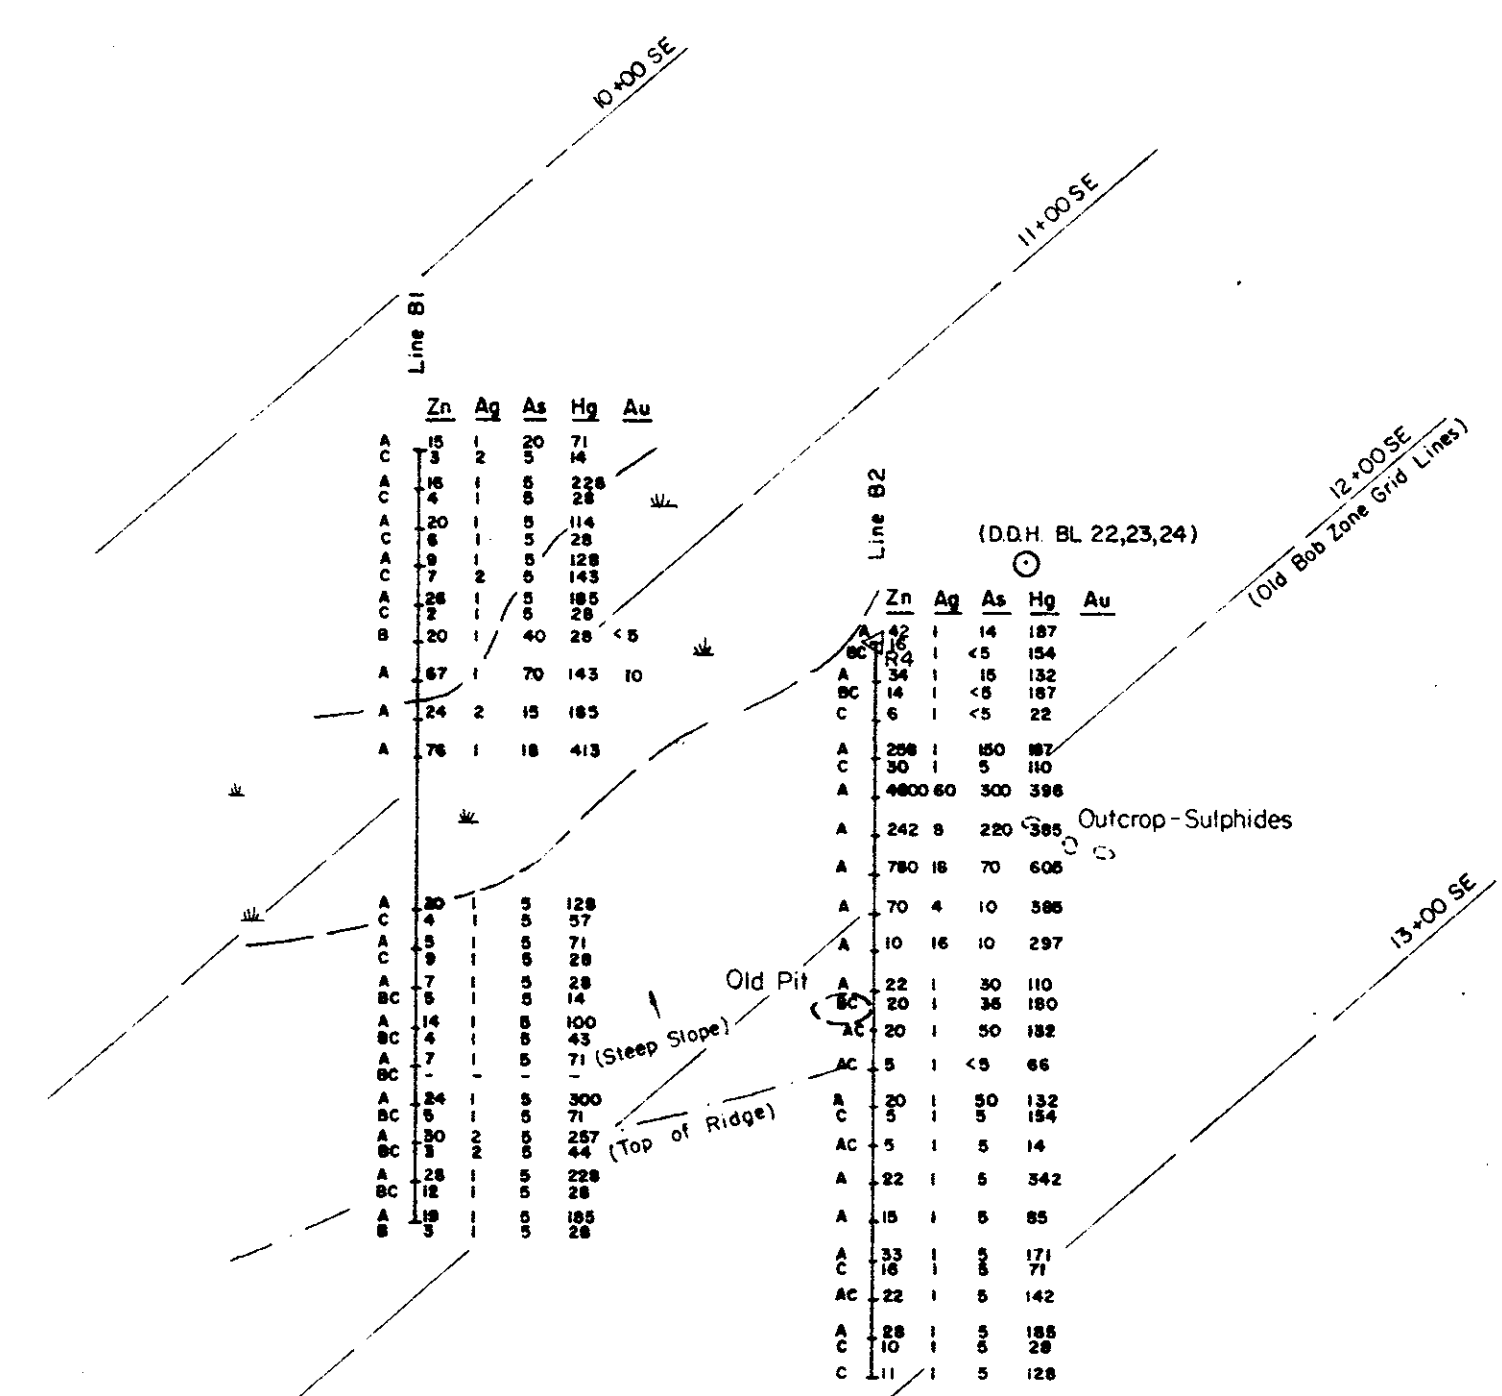 10+00 SE
11+00 SE
12+00 SE
(Old Bob Zone Grid Lines)
13+00 SE
Line B1
Zn Ag As Hg Au
A 15 1 20 71
C 3 2 5 14
A 16 1 5 228
C 4 1 5 28
A 20 1 5 114
C 6 1 5 28
A 9 1 5 128
C 7 2 5 143
A 26 1 5 185
C 2 1 5 28
B 20 1 40 28 <5
A 67 1 70 143 10
A 24 2 15 185
A 76 1 18 413
A 20 1 5 128
C 4 1 5 57
A 5 1 5 71
C 9 1 5 28
A 7 1 5 28
BC 5 1 5 14
A 14 1 5 100
BC 4 1 5 43
A 7 1 5 71
BC - - - -
A 24 1 5 300
BC 5 1 5 71
A 30 2 5 257
BC 3 2 5 44
A 28 1 5 228
BC 12 1 5 28
A 19 1 5 185
B 3 1 5 28
(Steep Slope)
(Top of Ridge)
Line B2
(D.D.H. BL 22,23,24)
Zn Ag As Hg Au
A 42 1 14 187
BC 16 1 <5 154
R4
A 34 1 15 132
BC 14 1 <5 187
C 6 1 <5 22
A 258 1 150 187
C 30 1 5 110
A 4800 60 300 396
A 242 8 220 385
Outcrop-Sulphides
A 780 18 70 605
A 70 4 10 385
A 10 16 10 297
Old Pit
A 22 1 30 110
BC 20 1 35 180
AC 20 1 50 132
AC 5 1 <5 66
A 20 1 50 132
C 5 1 5 154
AC 5 1 5 14
A 22 1 5 342
A 15 1 5 85
A 33 1 5 171
C 16 1 5 71
AC 22 1 5 142
A 28 1 5 185
C 10 1 5 28
C 11 1 5 128